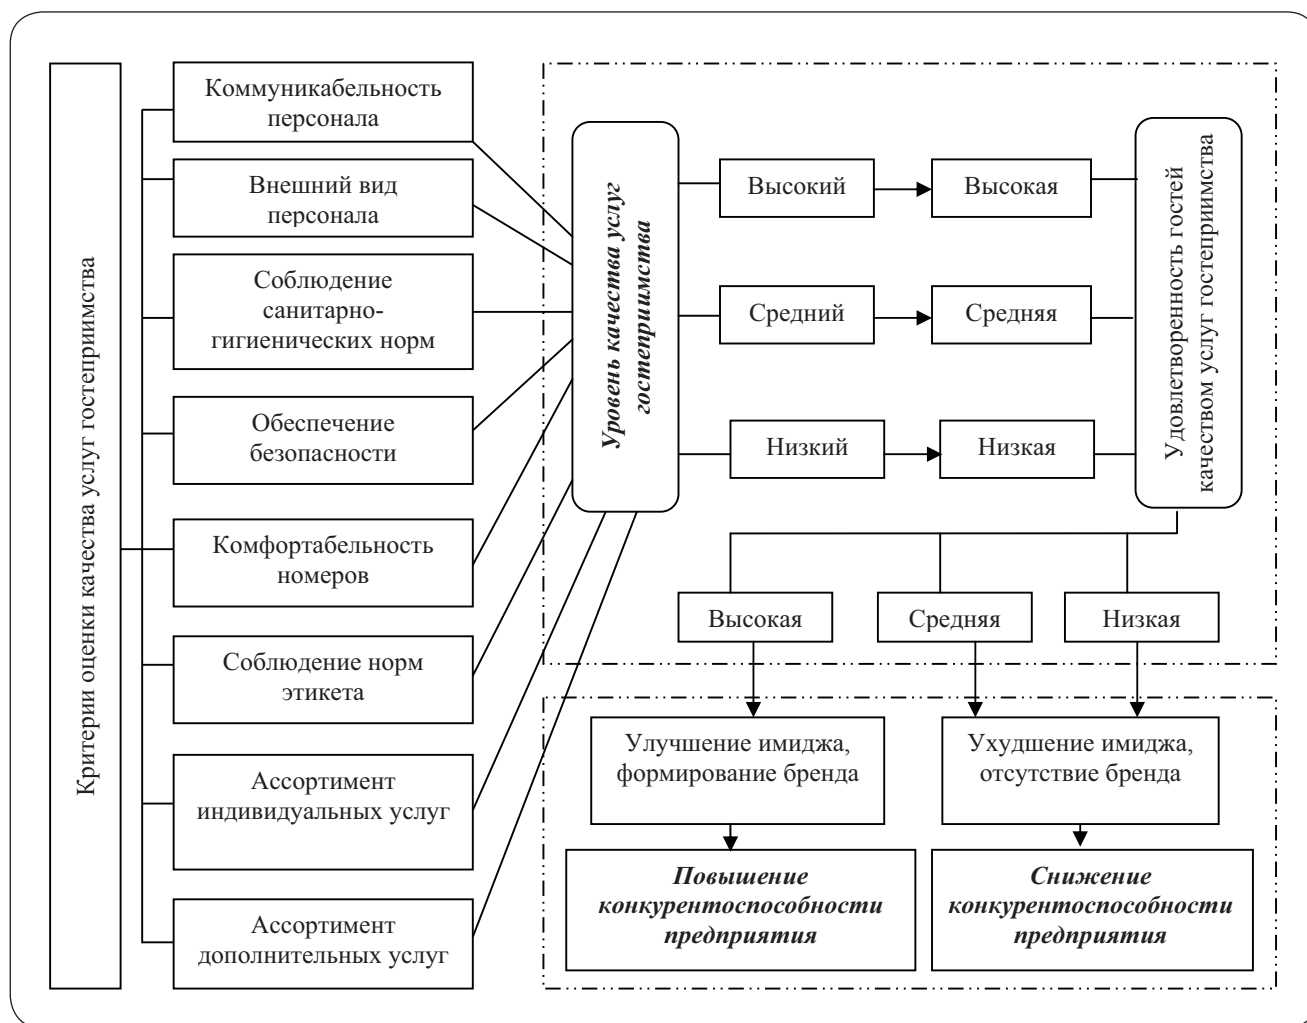 Критерии оценки качества услуг гостеприимства
Коммуникабельность
персонала
Внешний вид
персонала
Соблюдение
санитарно-
гигиенических норм
Обеспечение
безопасности
Комфортабельность
номеров
Соблюдение норм
этикета
Ассортимент
индивидуальных услуг
Ассортимент
дополнительных услуг
Уровень качества услуг
гостеприимства
Высокий
Высокая
Средний
Средняя
Низкий
Низкая
Удовлетворенность гостей
качеством услуг гостеприимства
Высокая
Средняя
Низкая
Улучшение имиджа,
формирование бренда
Ухудшение имиджа,
отсутствие бренда
Повышение
конкурентоспособности
предприятия
Снижение
конкурентоспособности
предприятия